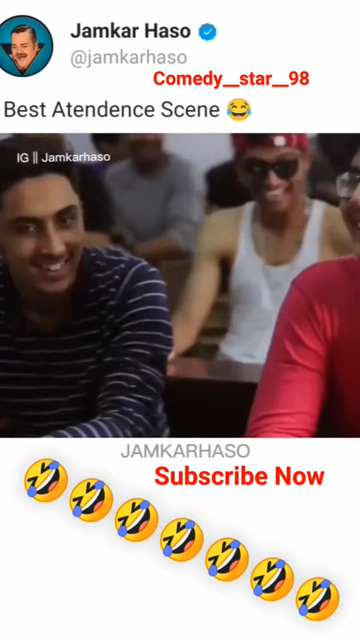 Jamkar Haso
@jamkarhaso
Comedy__star__98
Best Atendence Scene 😂
IG || Jamkarhaso
JAMKARHASO
Subscribe Now
🤣🤣🤣🤣🤣🤣🤣